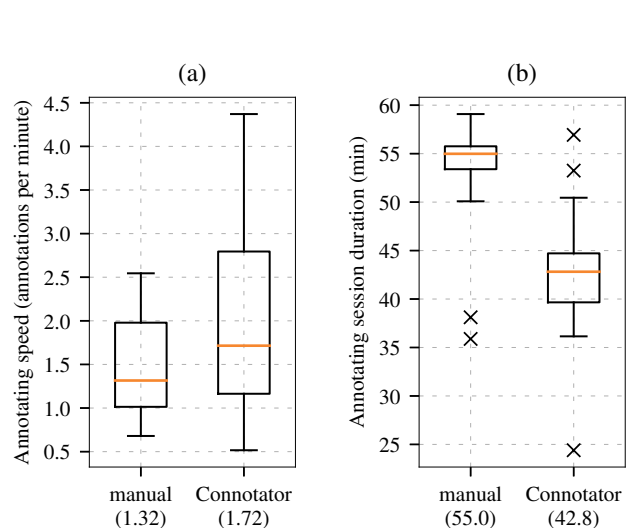 (a)
Annotating speed (annotations per minute)
4.5
4.0
3.5
3.0
2.5
2.0
1.5
1.0
0.5
manual
(1.32)
Connotator
(1.72)
(b)
Annotating session duration (min)
60
55
50
45
40
35
30
25
manual
(55.0)
Connotator
(42.8)